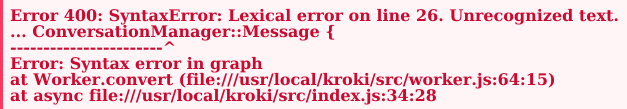 Error 400: SyntaxError: Lexical error on line 26. Unrecognized text.
... ConversationManager::Message {
----------------------^
Error: Syntax error in graph
at Worker.convert (file:///usr/local/kroki/src/worker.js:64:15)
at async file:///usr/local/kroki/src/index.js:34:28